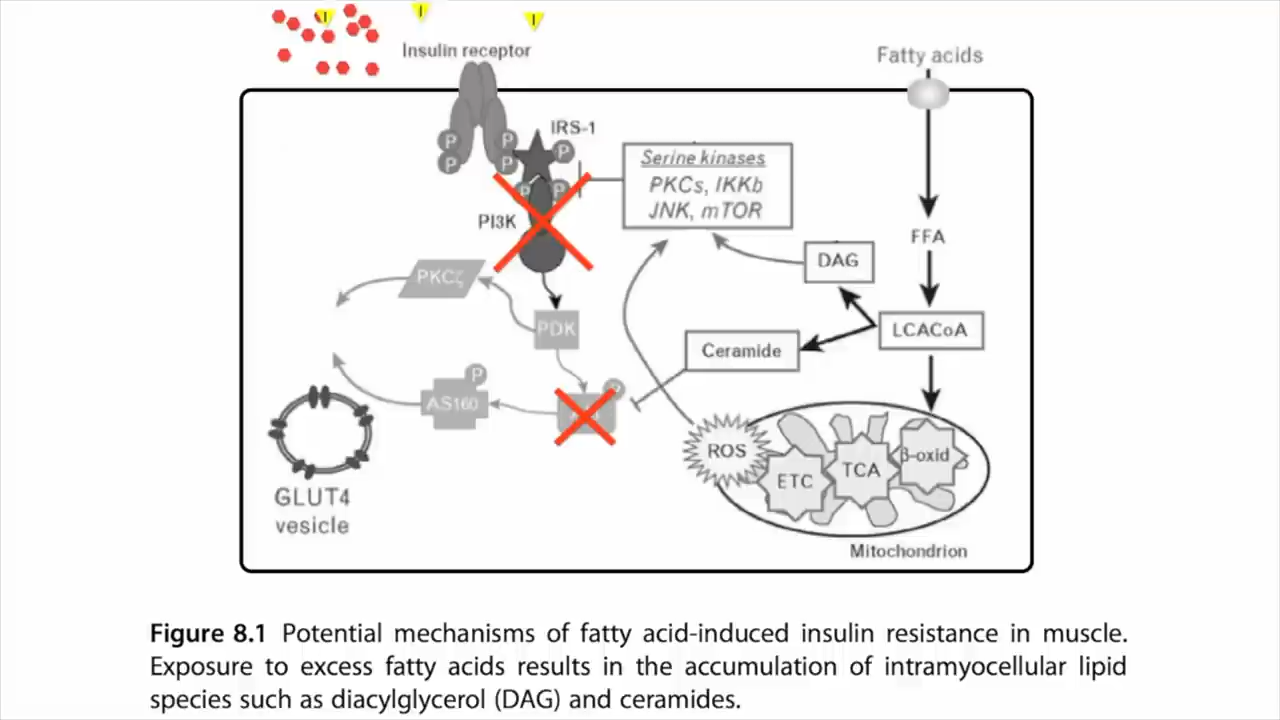 I
I
I
Insulin receptor
Fatty acids
IRS-1
P
P
P
P
P
P
P
Serine kinases
PKCs, IKKb
JNK, mTOR
PI3K
FFA
DAG
PKCζ
PDK
LCACoA
Ceramide
P
AS160
ROS
ETC
TCA
β-oxid
GLUT4
vesicle
Mitochondrion
Figure 8.1 Potential mechanisms of fatty acid-induced insulin resistance in muscle.
Exposure to excess fatty acids results in the accumulation of intramyocellular lipid
species such as diacylglycerol (DAG) and ceramides.